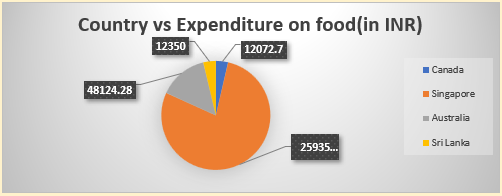 Country vs Expenditure on food(in INR)
12350
12072.7
48124.28
25935...
Canada
Singapore
Australia
Sri Lanka